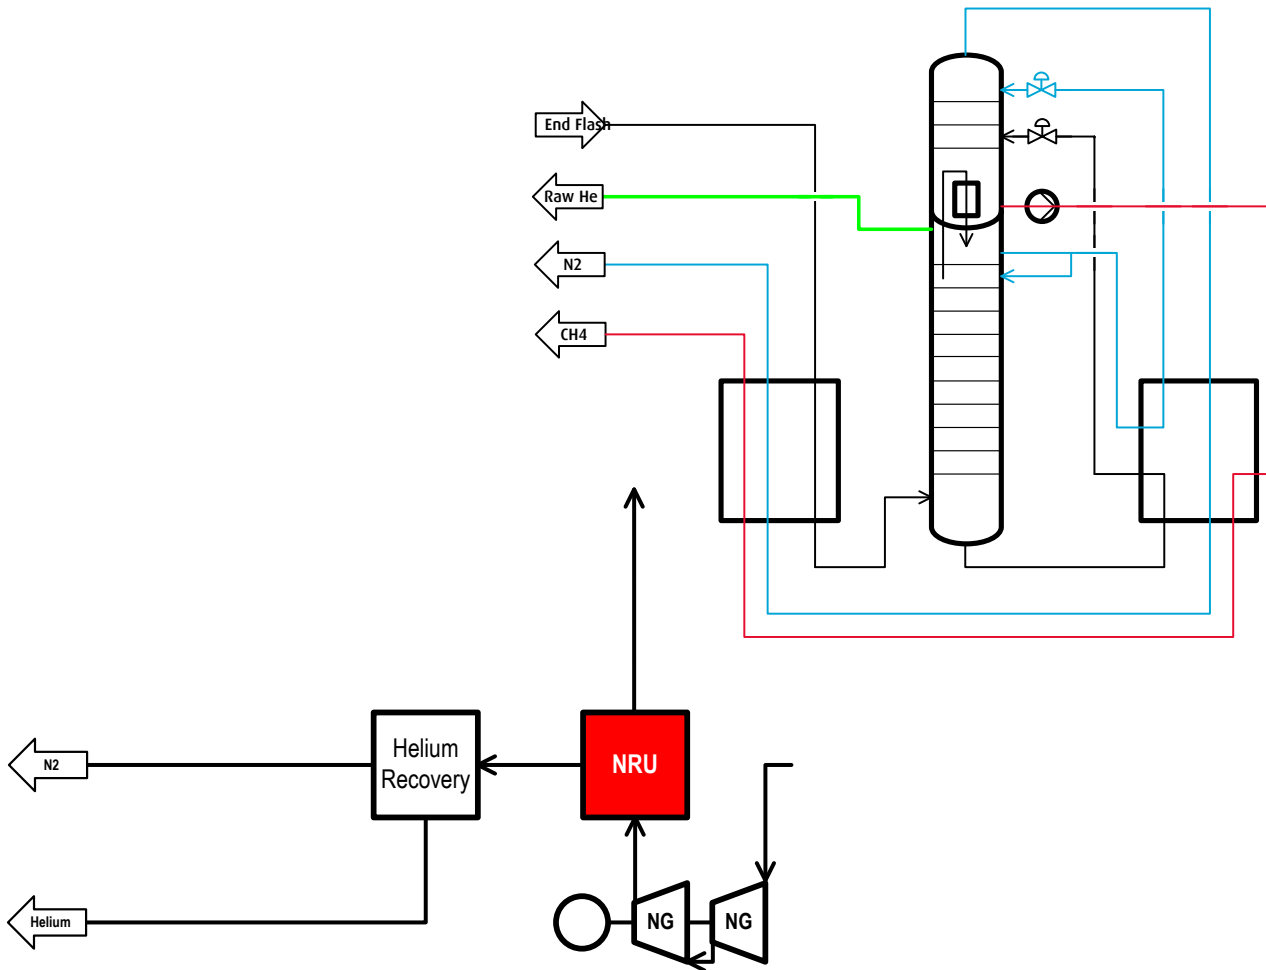 End Flash
Raw He
N2
CH4
Helium
Recovery
NRU
N2
NG
NG
Helium